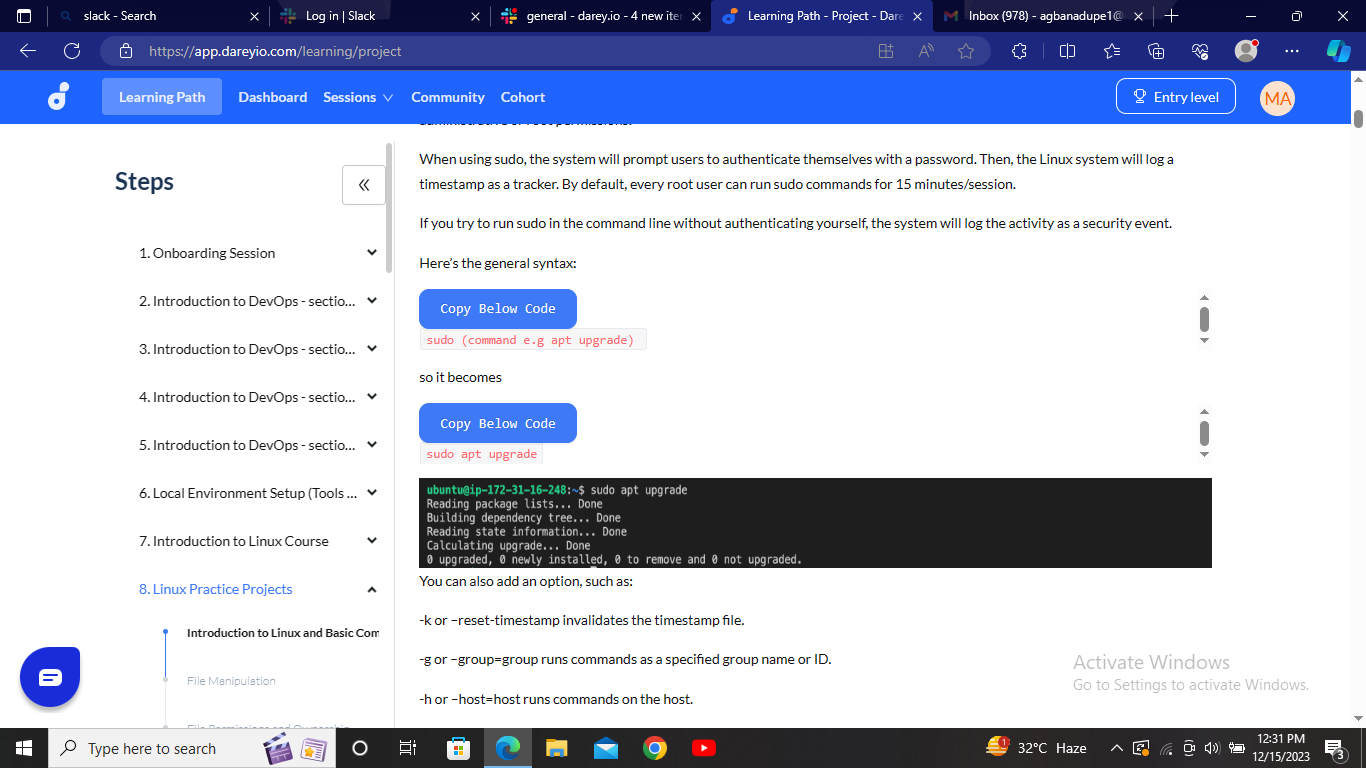 slack - Search
Log in | Slack
general - darey.io - 4 new iter
Learning Path - Project - Dare
Inbox (978) - agbanadupe1@
https://app.dareyio.com/learning/project
Learning Path
Dashboard
Sessions
Community
Cohort
Entry level
MA
Steps
1. Onboarding Session
2. Introduction to DevOps - sectio...
3. Introduction to DevOps - sectio...
4. Introduction to DevOps - sectio...
5. Introduction to DevOps - sectio...
6. Local Environment Setup (Tools ...
7. Introduction to Linux Course
8. Linux Practice Projects
Introduction to Linux and Basic Com
File Manipulation
File Permissions and Ownership
When using sudo, the system will prompt users to authenticate themselves with a password. Then, the Linux system will log a
timestamp as a tracker. By default, every root user can run sudo commands for 15 minutes/session.
If you try to run sudo in the command line without authenticating yourself, the system will log the activity as a security event.
Here's the general syntax:
Copy Below Code
sudo (command e.g apt upgrade)
so it becomes
Copy Below Code
sudo apt upgrade
ubuntu@ip-172-31-16-248:~$ sudo apt upgrade
Reading package lists... Done
Building dependency tree... Done
Reading state information... Done
Calculating upgrade... Done
0 upgraded, 0 newly installed, 0 to remove and 0 not upgraded.
You can also add an option, such as:
-k or –reset-timestamp invalidates the timestamp file.
-g or –group=group runs commands as a specified group name or ID.
-h or –host=host runs commands on the host.
Activate Windows
Go to Settings to activate Windows.
Type here to search
1
32°C Haze
12:31 PM
12/15/2023
3